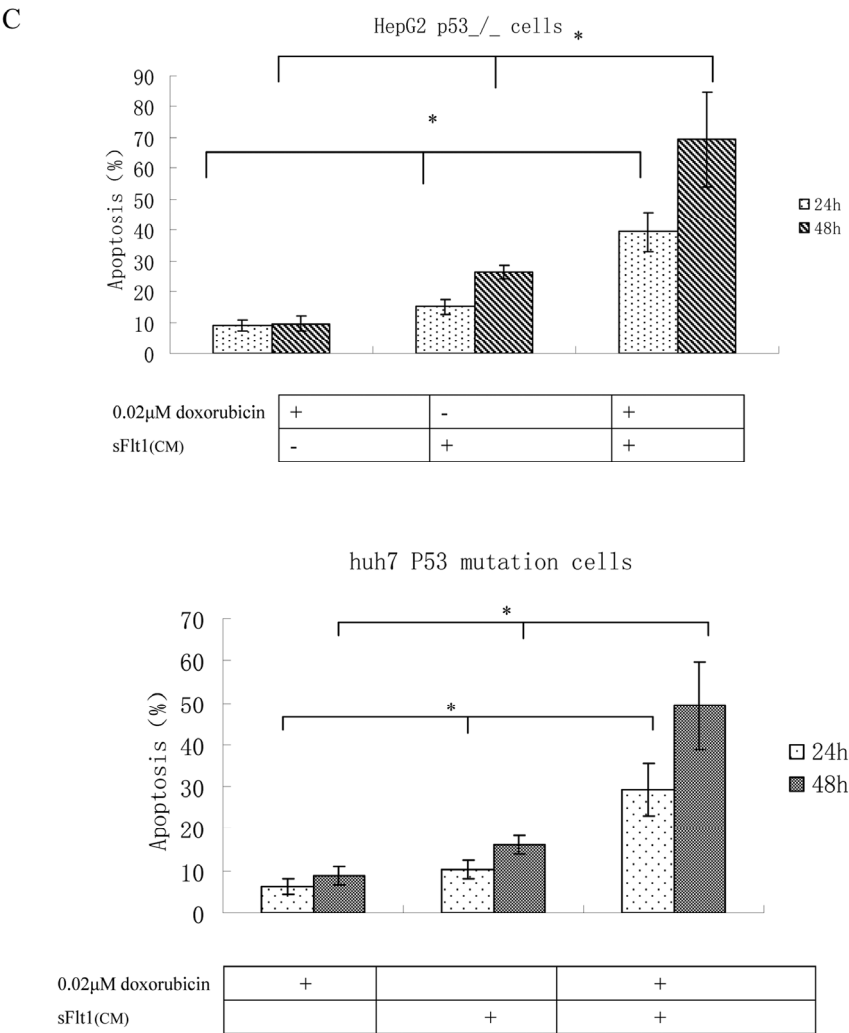 C
HepG2 p53_/_ cells
*
90
80
*
70
60
Apoptosis (%)
50
24h
40
48h
30
20
10
0
0.02μM doxorubicin + - +
sFlt1(CM) - + +
huh7 P53 mutation cells
70
*
60
50
*
Apoptosis (%)
40
24h
30
48h
20
10
0
0.02μM doxorubicin + +
sFlt1(CM) + +